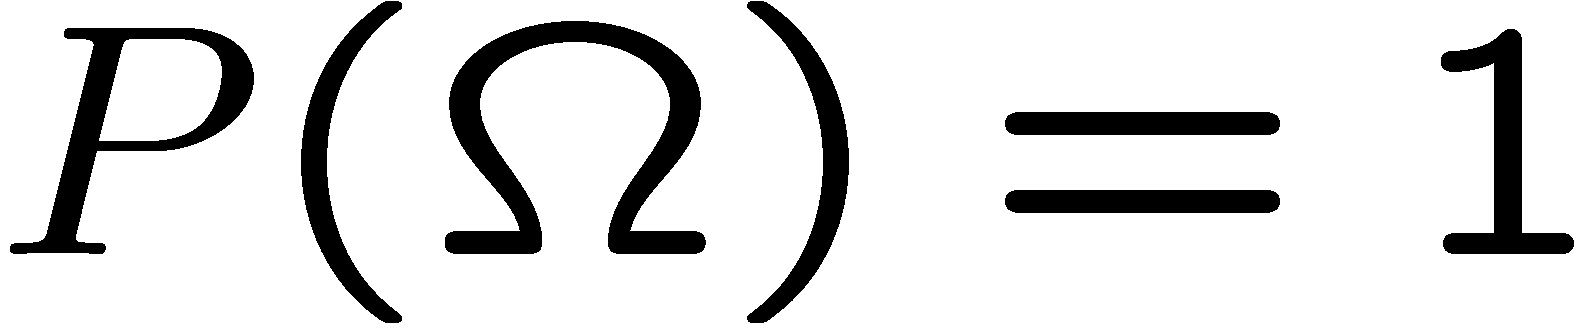 P(Ω) = 1